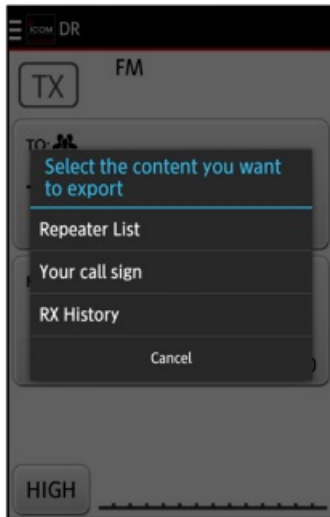 ICOM DR
FM
TX
TO:
Select the content you want
to export
Repeater List
Your call sign
RX History
Cancel
HIGH